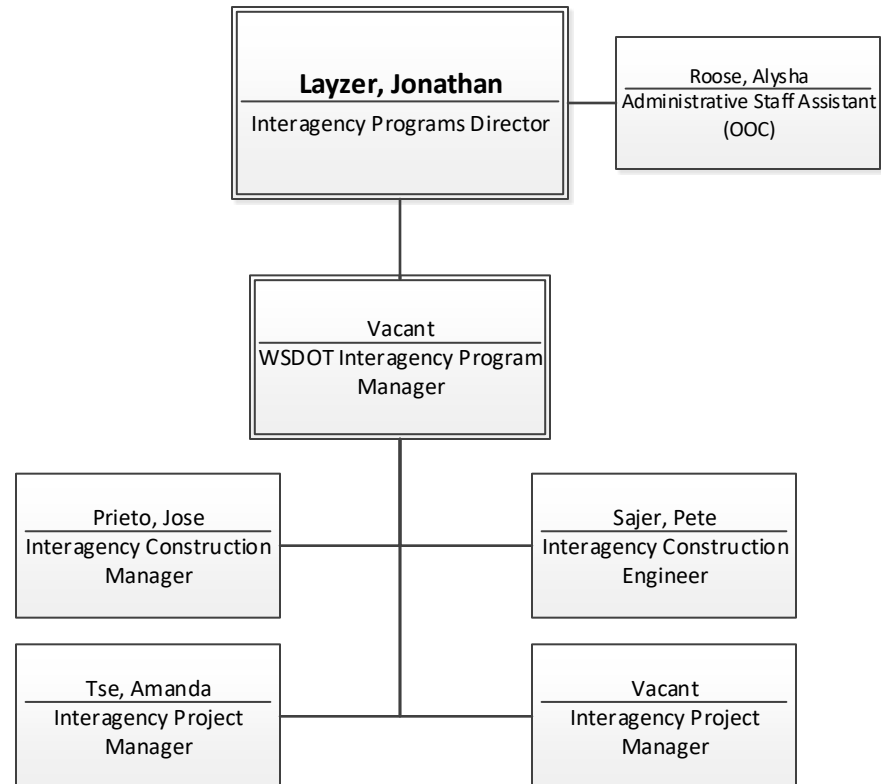 Layzer, Jonathan
Interagency Programs Director
Roose, Alysha
Administrative Staff Assistant
(OOC)
Vacant
WSDOT Interagency Program
Manager
Prieto, Jose
Interagency Construction
Manager
Sajer, Pete
Interagency Construction
Engineer
Tse, Amanda
Interagency Project
Manager
Vacant
Interagency Project
Manager